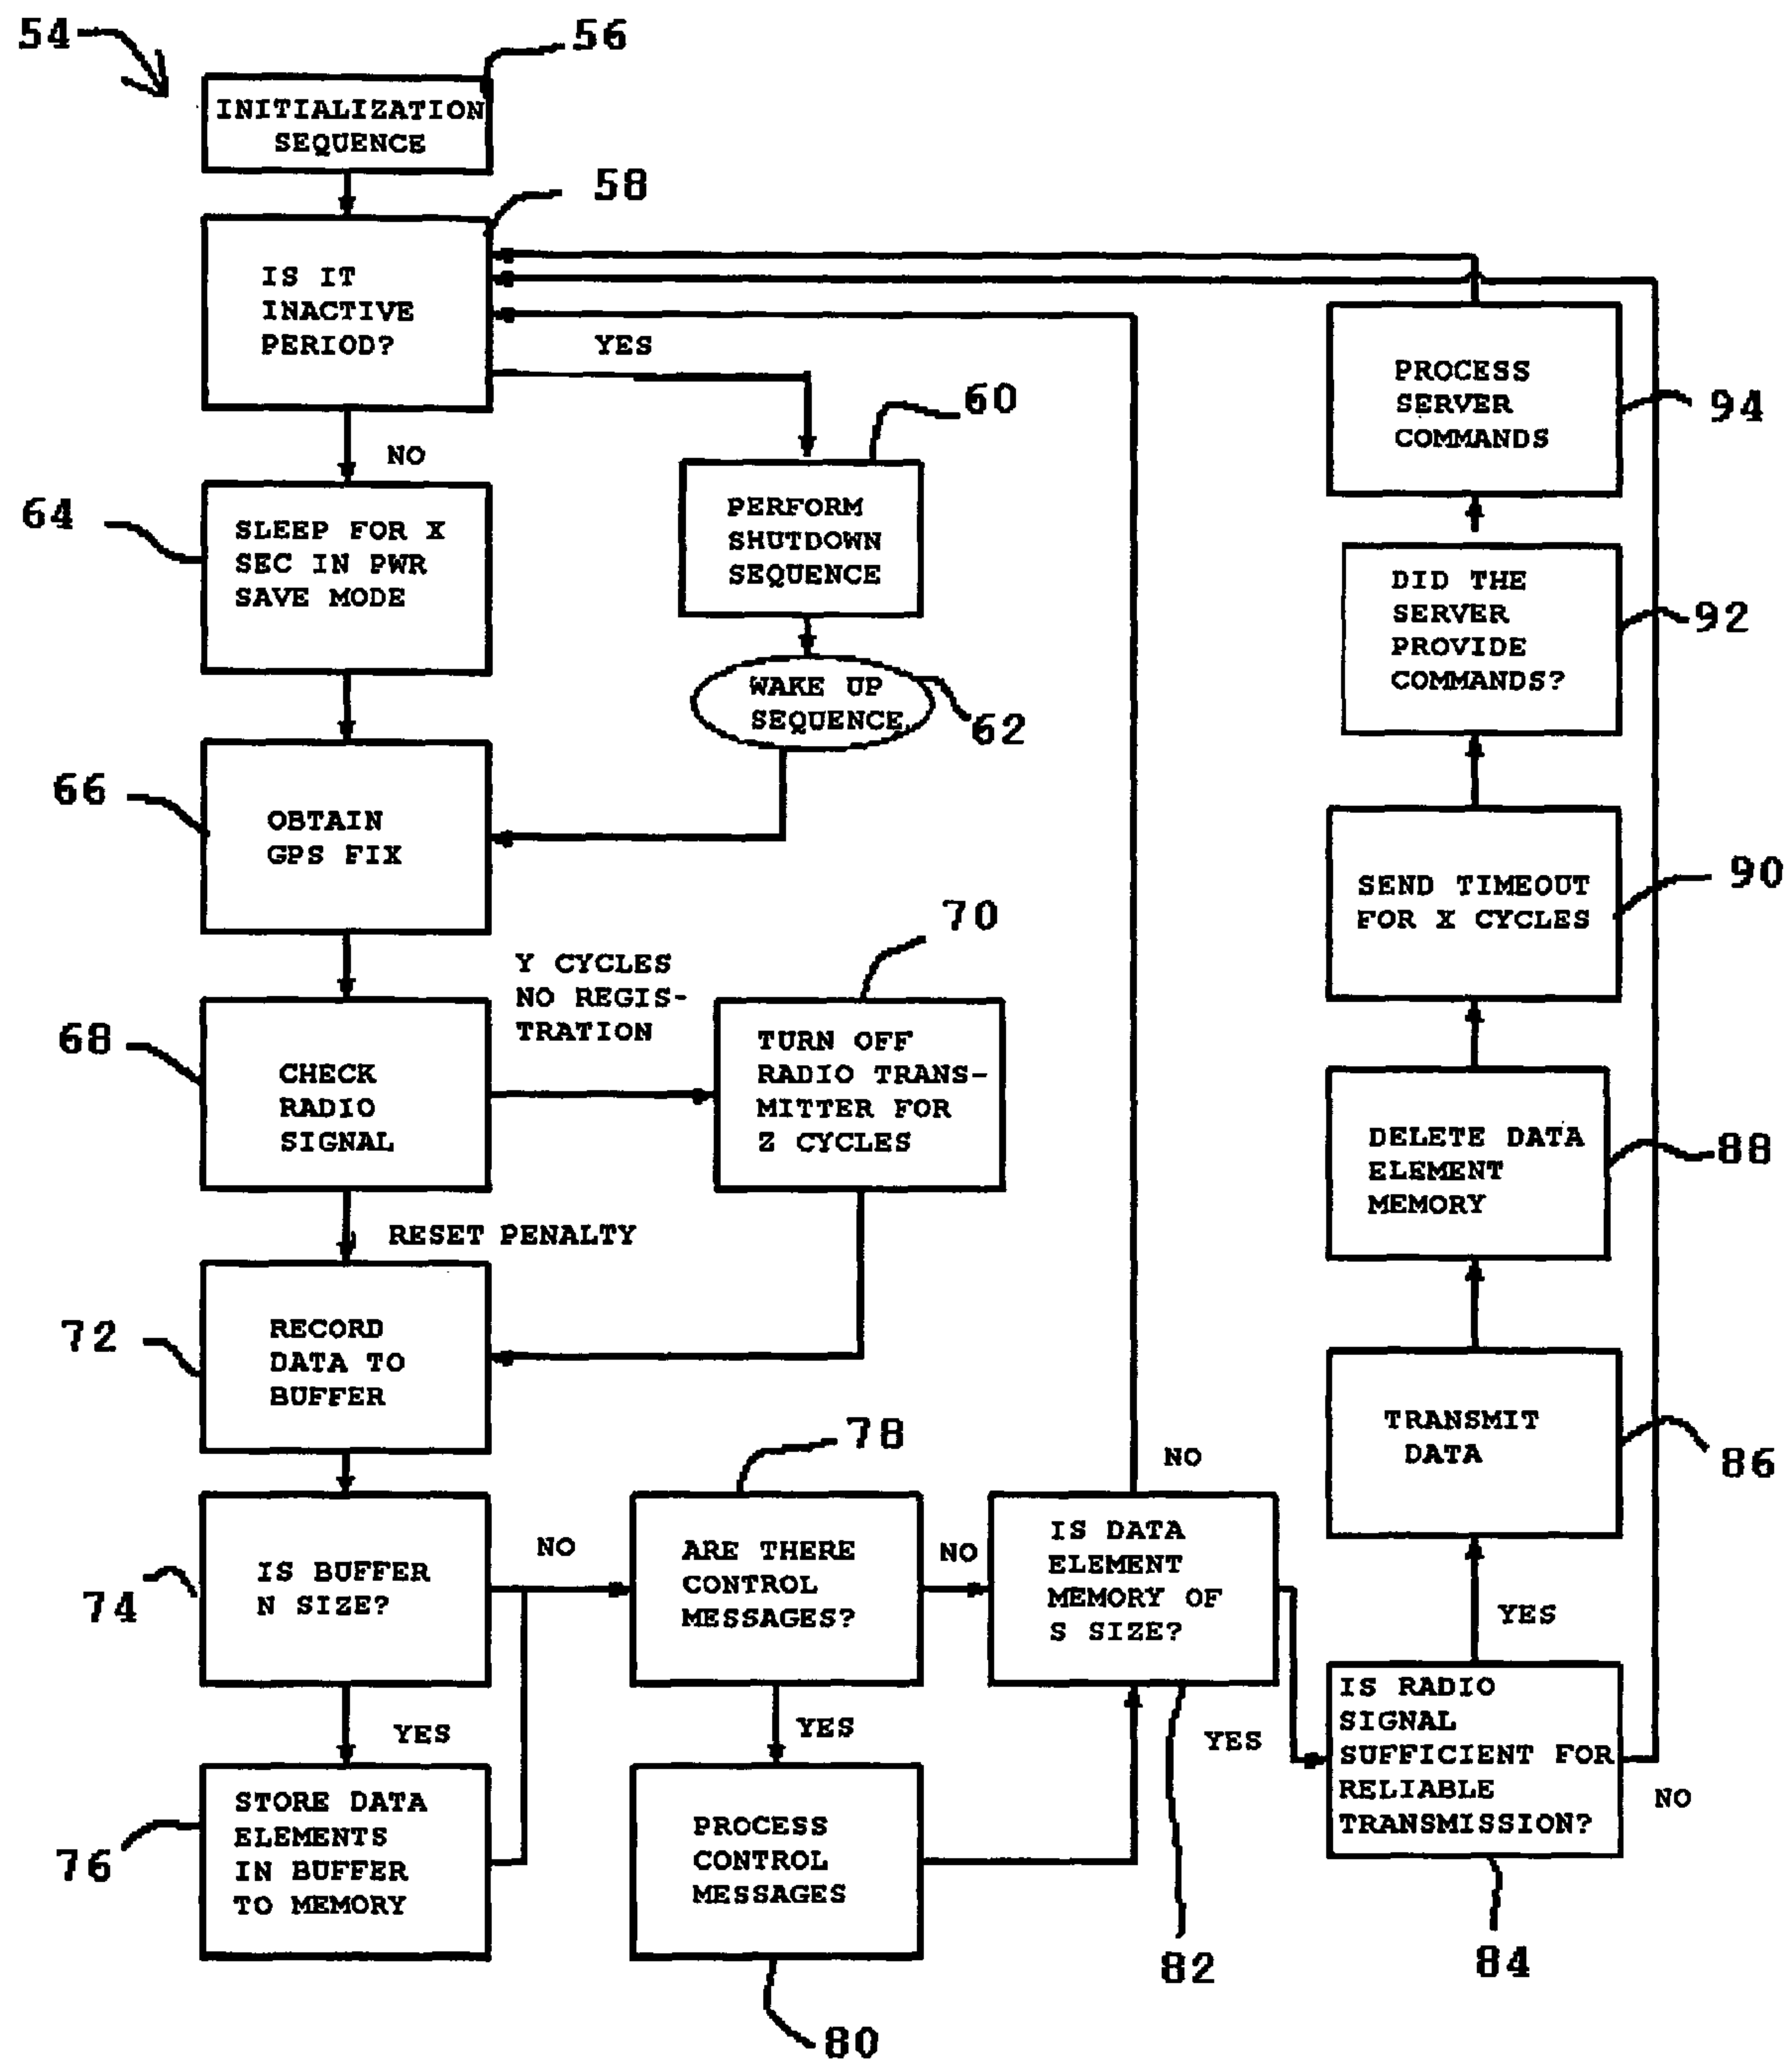 54
56
INITIALIZATION
SEQUENCE
58
IS IT
INACTIVE
PERIOD?
YES
NO
60
PERFORM
SHUTDOWN
SEQUENCE
62
WAKE UP
SEQUENCE
64
SLEEP FOR X
SEC IN PWR
SAVE MODE
66
OBTAIN
GPS FIX
68
CHECK
RADIO
SIGNAL
Y CYCLES
NO REGIS-
TRATION
70
TURN OFF
RADIO TRANS-
MITTER FOR
Z CYCLES
RESET PENALTY
72
RECORD
DATA TO
BUFFER
74
IS BUFFER
N SIZE?
NO
YES
76
STORE DATA
ELEMENTS
IN BUFFER
TO MEMORY
78
ARE THERE
CONTROL
MESSAGES?
NO
YES
80
PROCESS
CONTROL
MESSAGES
82
IS DATA
ELEMENT
MEMORY OF
S SIZE?
NO
YES
84
IS RADIO
SIGNAL
SUFFICIENT FOR
RELIABLE
TRANSMISSION?
NO
YES
86
TRANSMIT
DATA
88
DELETE DATA
ELEMENT
MEMORY
90
SEND TIMEOUT
FOR X CYCLES
92
DID THE
SERVER
PROVIDE
COMMANDS?
94
PROCESS
SERVER
COMMANDS